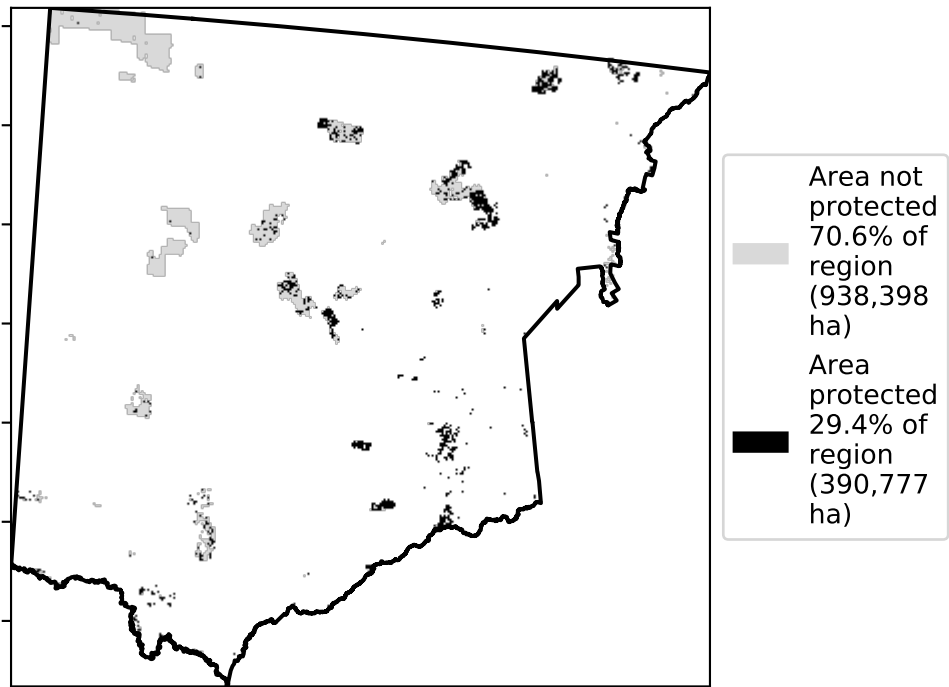 Area not
protected
70.6% of
region
(938,398
ha)
Area
protected
29.4% of
region
(390,777
ha)